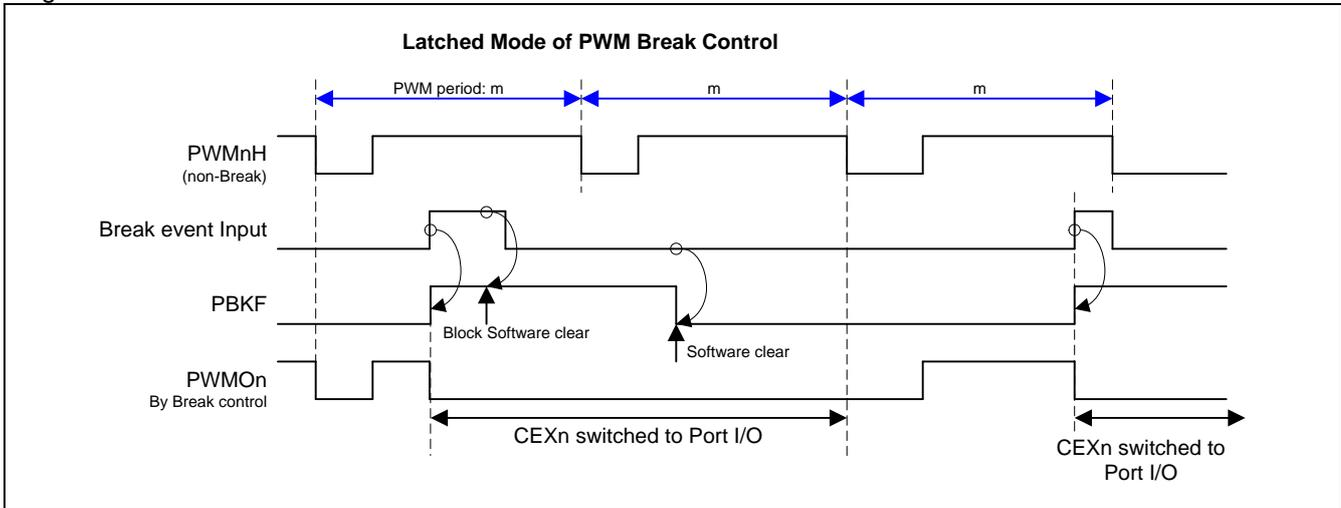 Latched Mode of PWM Break Control
PWM period: m
m
m
PWMnH
(non-Break)
Break event Input
PBKF
Block Software clear
Software clear
PWMOn
By Break control
CEXn switched to Port I/O
CEXn switched to
Port I/O